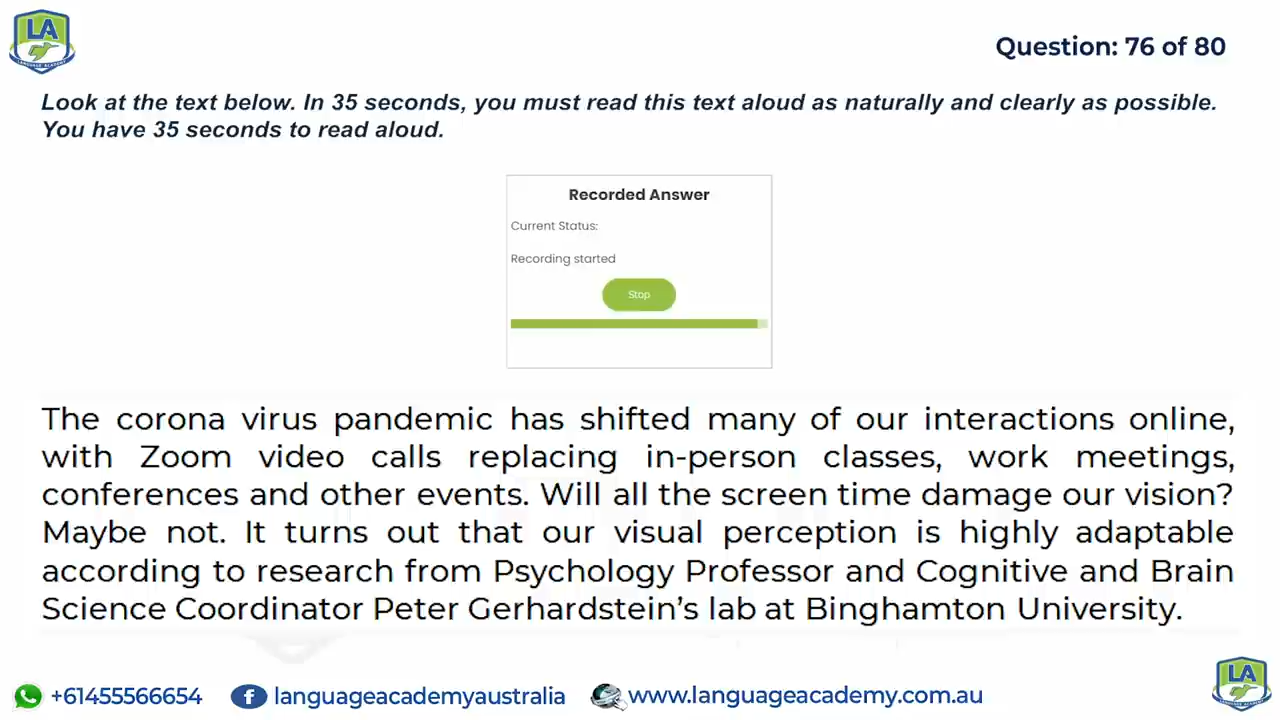 LA
LANGUAGE ACADEMY
Question: 76 of 80
Look at the text below. In 35 seconds, you must read this text aloud as naturally and clearly as possible.
You have 35 seconds to read aloud.
Recorded Answer
Current Status:
Recording started
Stop
The corona virus pandemic has shifted many of our interactions online,
with Zoom video calls replacing in-person classes, work meetings,
conferences and other events. Will all the screen time damage our vision?
Maybe not. It turns out that our visual perception is highly adaptable
according to research from Psychology Professor and Cognitive and Brain
Science Coordinator Peter Gerhardstein's lab at Binghamton University.
+61455566654
languageacademyaustralia
www.languageacademy.com.au
LA
LANGUAGE ACADEMY